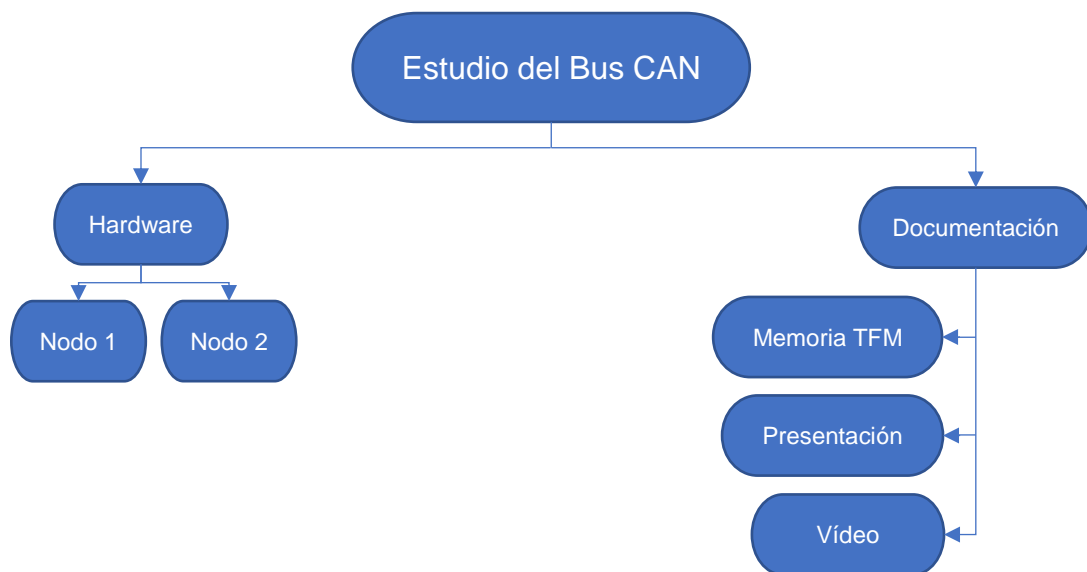 Estudio del Bus CAN
Hardware
Documentación
Nodo 1
Nodo 2
Memoria TFM
Presentación
Vídeo